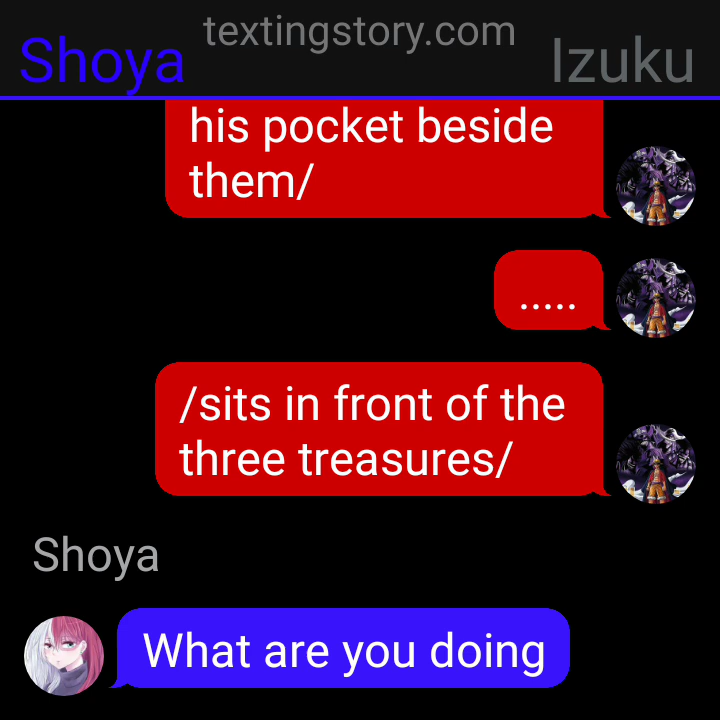 textingstory.com
Shoya
Izuku
his pocket beside
them/
.....
/sits in front of the
three treasures/
Shoya
What are you doing